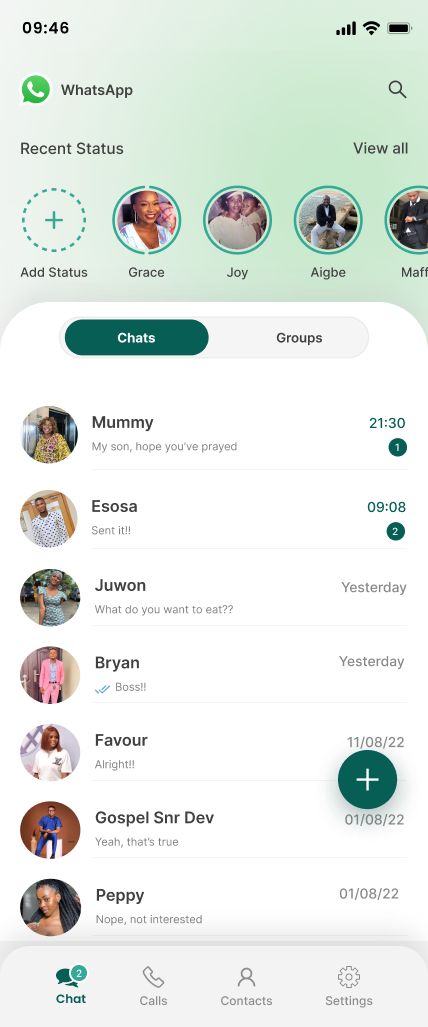 09:46
WhatsApp
Recent Status View all
Add Status Grace Joy Aigbe Maff
Chats Groups
Mummy 21:30
My son, hope you've prayed 1
Esosa 09:08
Sent it!! 2
Juwon Yesterday
What do you want to eat??
Bryan Yesterday
Boss!!
Favour 11/08/22
Alright!!
Gospel Snr Dev 01/08/22
Yeah, that's true
Peppy 01/08/22
Nope, not interested
2
Chat Calls Contacts Settings